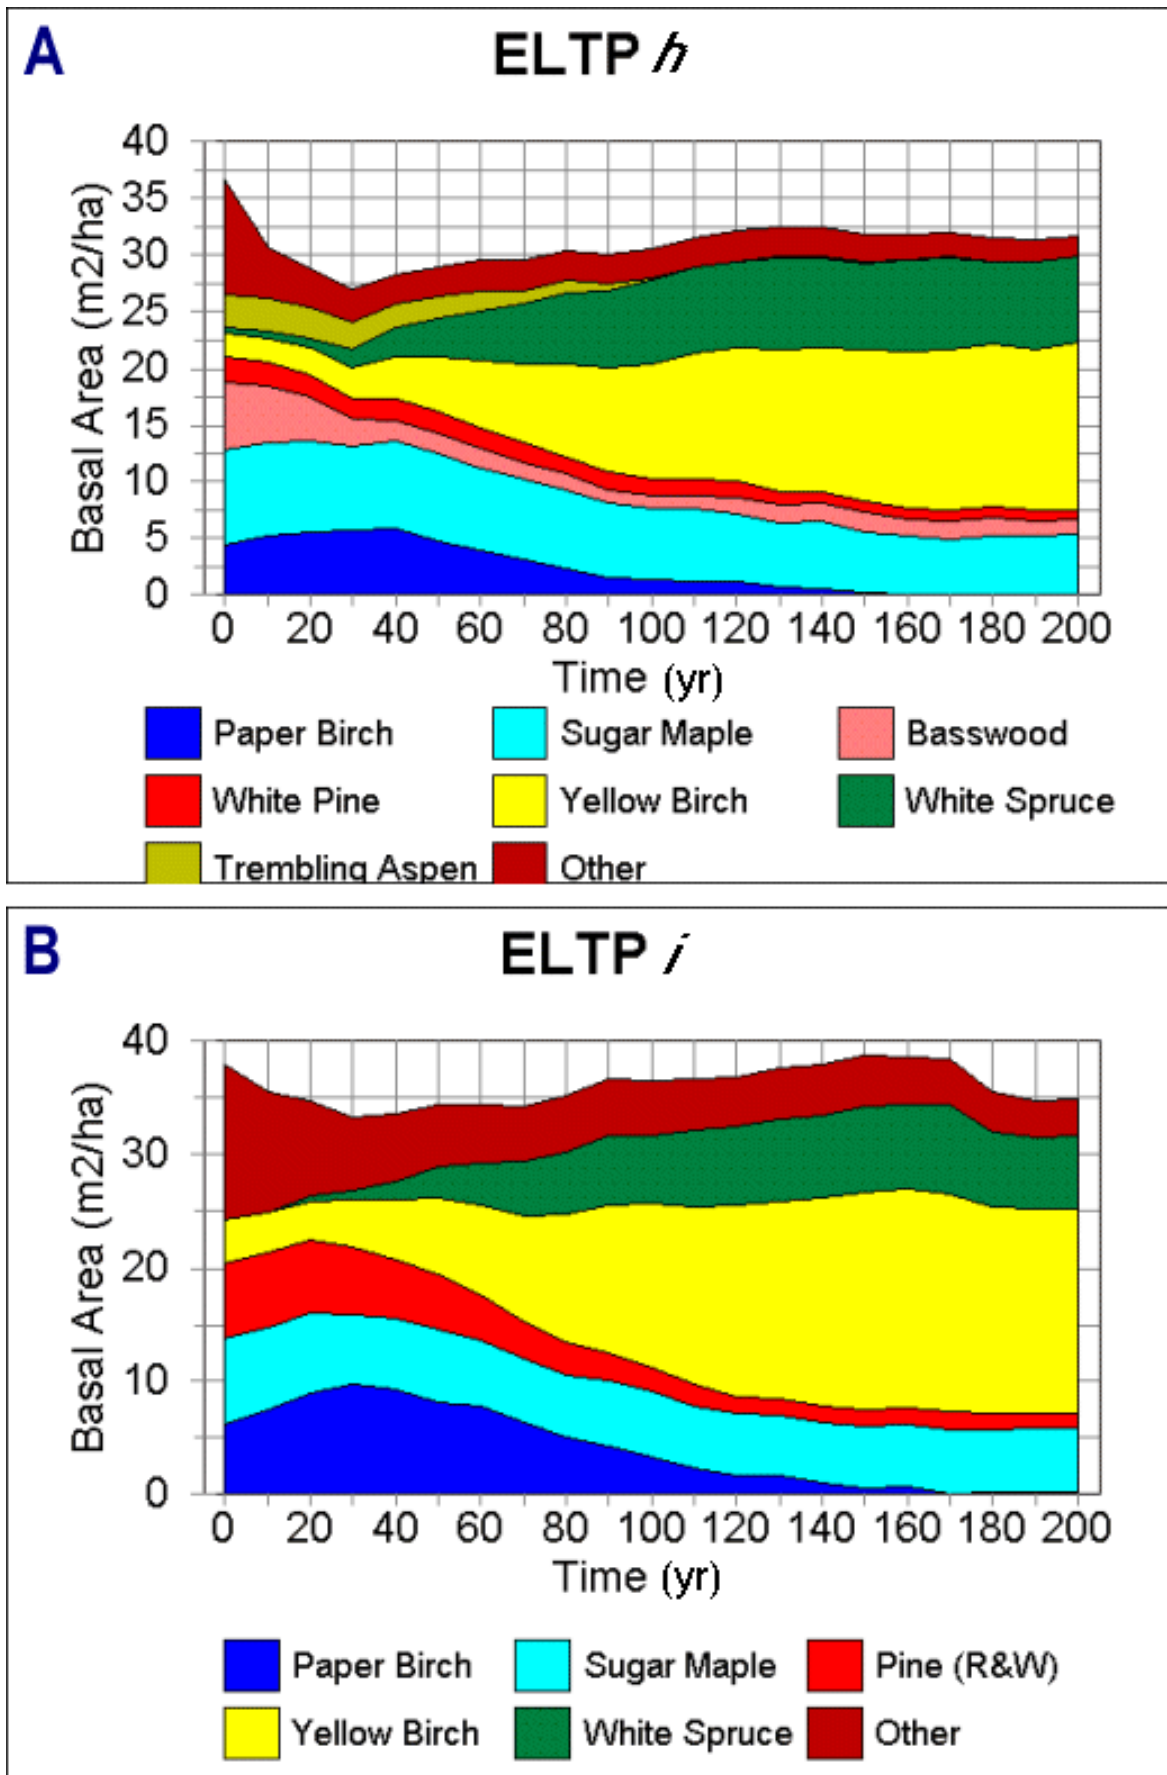 A
ELTP h
Basal Area (m2/ha)
40
35
30
25
20
15
10
5
0
0 20 40 60 80 100 120 140 160 180 200
Time (yr)
Paper Birch Sugar Maple Basswood
White Pine Yellow Birch White Spruce
Trembling Aspen Other
B
ELTP i
Basal Area (m2/ha)
40
30
20
10
0
0 20 40 60 80 100 120 140 160 180 200
Time (yr)
Paper Birch Sugar Maple Pine (R&W)
Yellow Birch White Spruce Other